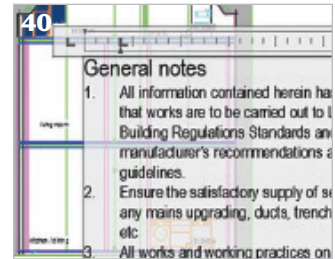 40
General notes
1. All information contained herein ha
that works are to be carried out to
Building Regulations Standards an
manufacturer's recommendations a
guidelines.
2. Ensure the satisfactory supply of se
any mains upgrading, ducts, trench
etc
3. All works and working practices on